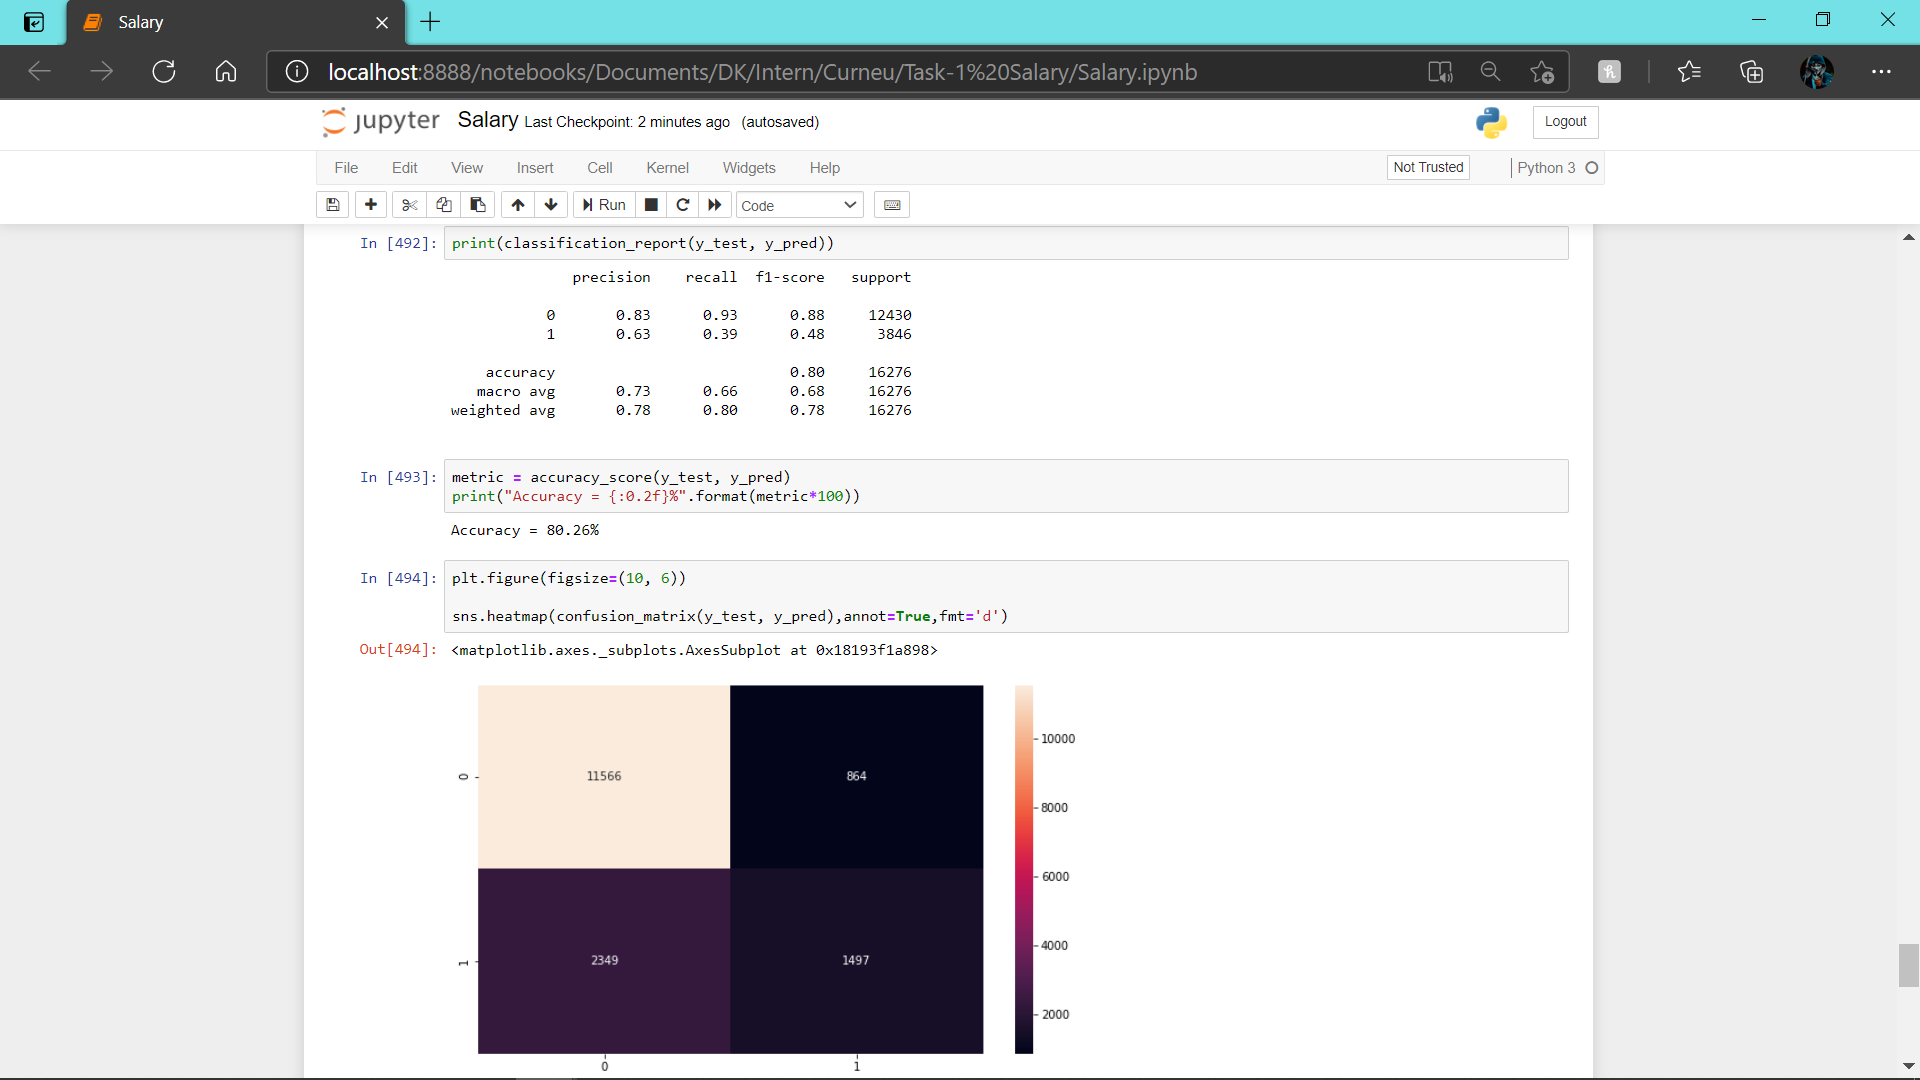 Salary
localhost:8888/notebooks/Documents/DK/Intern/Curneu/Task-1%20Salary/Salary.ipynb
jupyter Salary Last Checkpoint: 2 minutes ago (autosaved)
Logout
File Edit View Insert Cell Kernel Widgets Help
Not Trusted
Python 3
Run
Code
In [492]: print(classification_report(y_test, y_pred))
precision recall f1-score support
0 0.83 0.93 0.88 12430
1 0.63 0.39 0.48 3846
accuracy 0.80 16276
macro avg 0.73 0.66 0.68 16276
weighted avg 0.78 0.80 0.78 16276
In [493]: metric = accuracy_score(y_test, y_pred)
print("Accuracy = {:0.2f}%".format(metric*100))
Accuracy = 80.26%
In [494]: plt.figure(figsize=(10, 6))
sns.heatmap(confusion_matrix(y_test, y_pred),annot=True,fmt='d')
Out[494]: <matplotlib.axes._subplots.AxesSubplot at 0x18193f1a898>
0
11566
864
1
2349
1497
0
1
10000
8000
6000
4000
2000